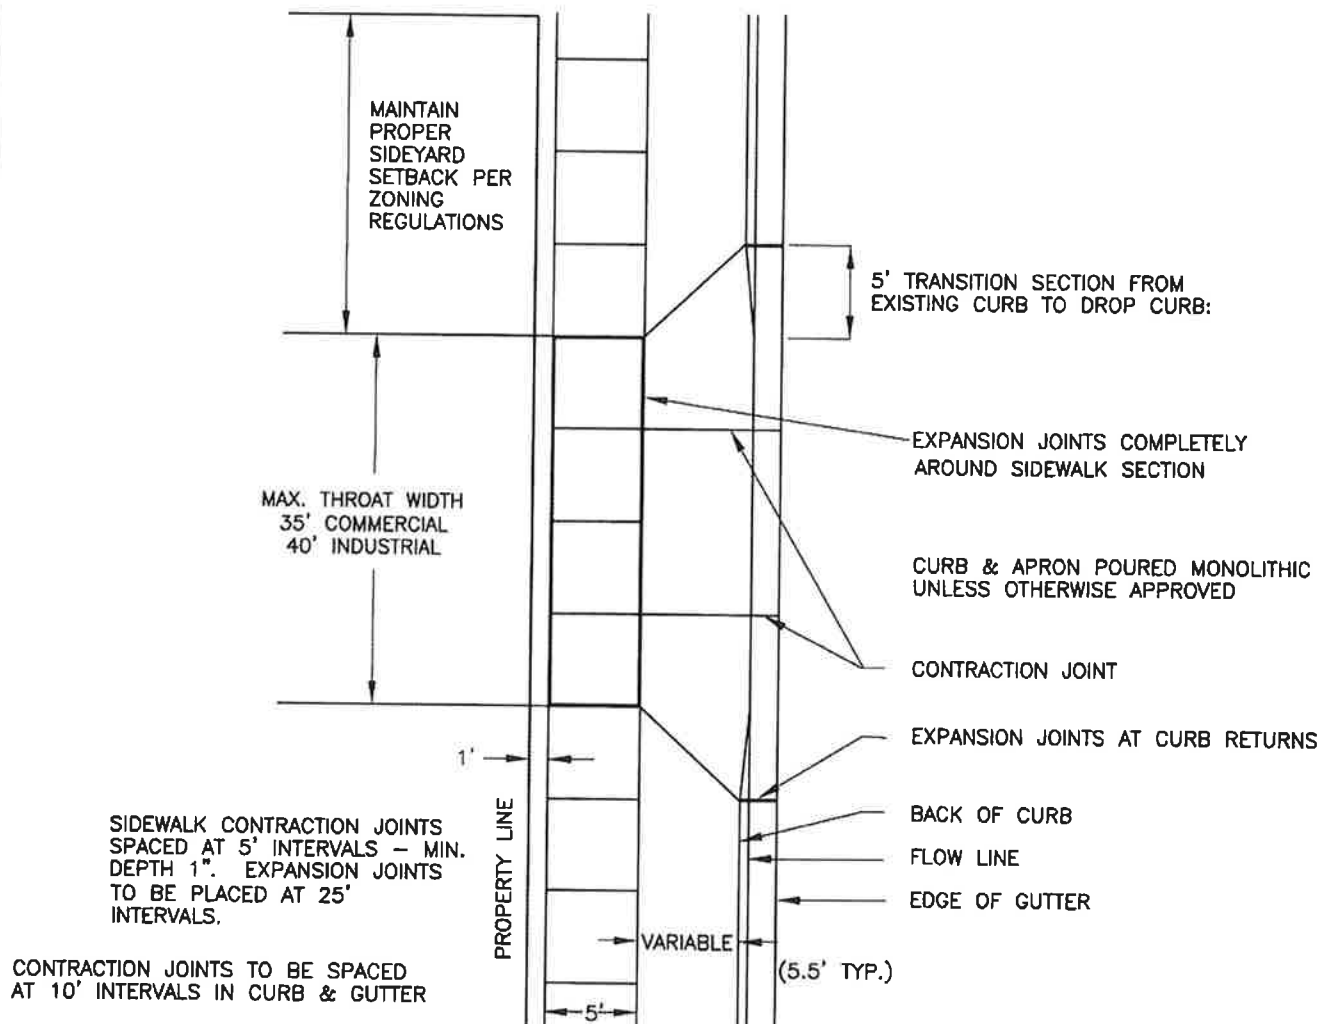 MAINTAIN
PROPER
SIDEYARD
SETBACK PER
ZONING
REGULATIONS
5' TRANSITION SECTION FROM
EXISTING CURB TO DROP CURB:
EXPANSION JOINTS COMPLETELY
AROUND SIDEWALK SECTION
MAX. THROAT WIDTH
35' COMMERCIAL
40' INDUSTRIAL
CURB & APRON POURED MONOLITHIC
UNLESS OTHERWISE APPROVED
CONTRACTION JOINT
EXPANSION JOINTS AT CURB RETURNS
1'
BACK OF CURB
FLOW LINE
EDGE OF GUTTER
PROPERTY LINE
SIDEWALK CONTRACTION JOINTS
SPACED AT 5' INTERVALS – MIN.
DEPTH 1". EXPANSION JOINTS
TO BE PLACED AT 25'
INTERVALS.
VARIABLE
(5.5' TYP.)
CONTRACTION JOINTS TO BE SPACED
AT 10' INTERVALS IN CURB & GUTTER
5'